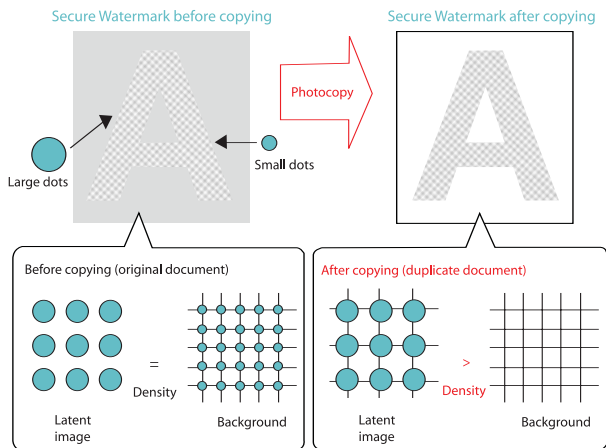 Secure Watermark before copying
Secure Watermark after copying
Photocopy
Large dots
Small dots
Before copying (original document)
=
Density
Latent
image
Background
After copying (duplicate document)
>
Density
Latent
image
Background